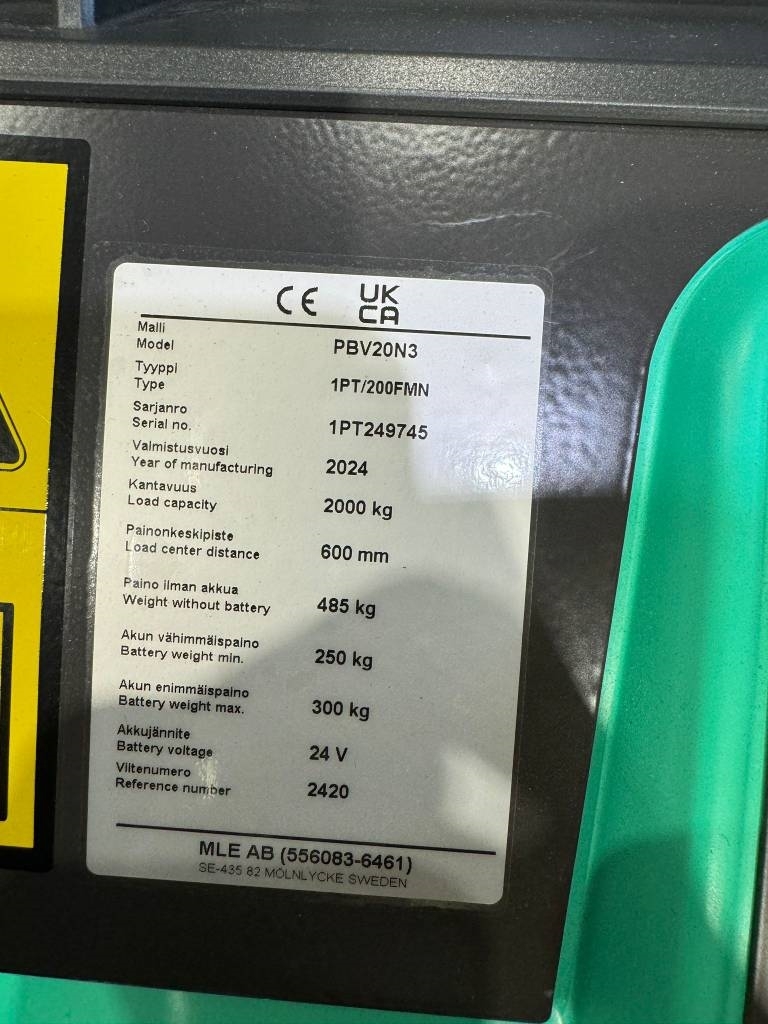 CE UK
CA
Malli
Model PBV20N3
Tyyppi
Type 1PT/200FMN
Sarjanro
Serial no. 1PT249745
Valmistusvuosi
Year of manufacturing 2024
Kantavuus
Load capacity 2000 kg
Painonkeskipiste
Load center distance 600 mm
Paino ilman akkua
Weight without battery 485 kg
Akun vähimmäispaino
Battery weight min. 250 kg
Akun enimmäispaino
Battery weight max. 300 kg
Akkujännite
Battery voltage 24 V
Viitenumero
Reference number 2420
MLE AB (556083-6461)
SE-435 82 MÖLNLYCKE SWEDEN